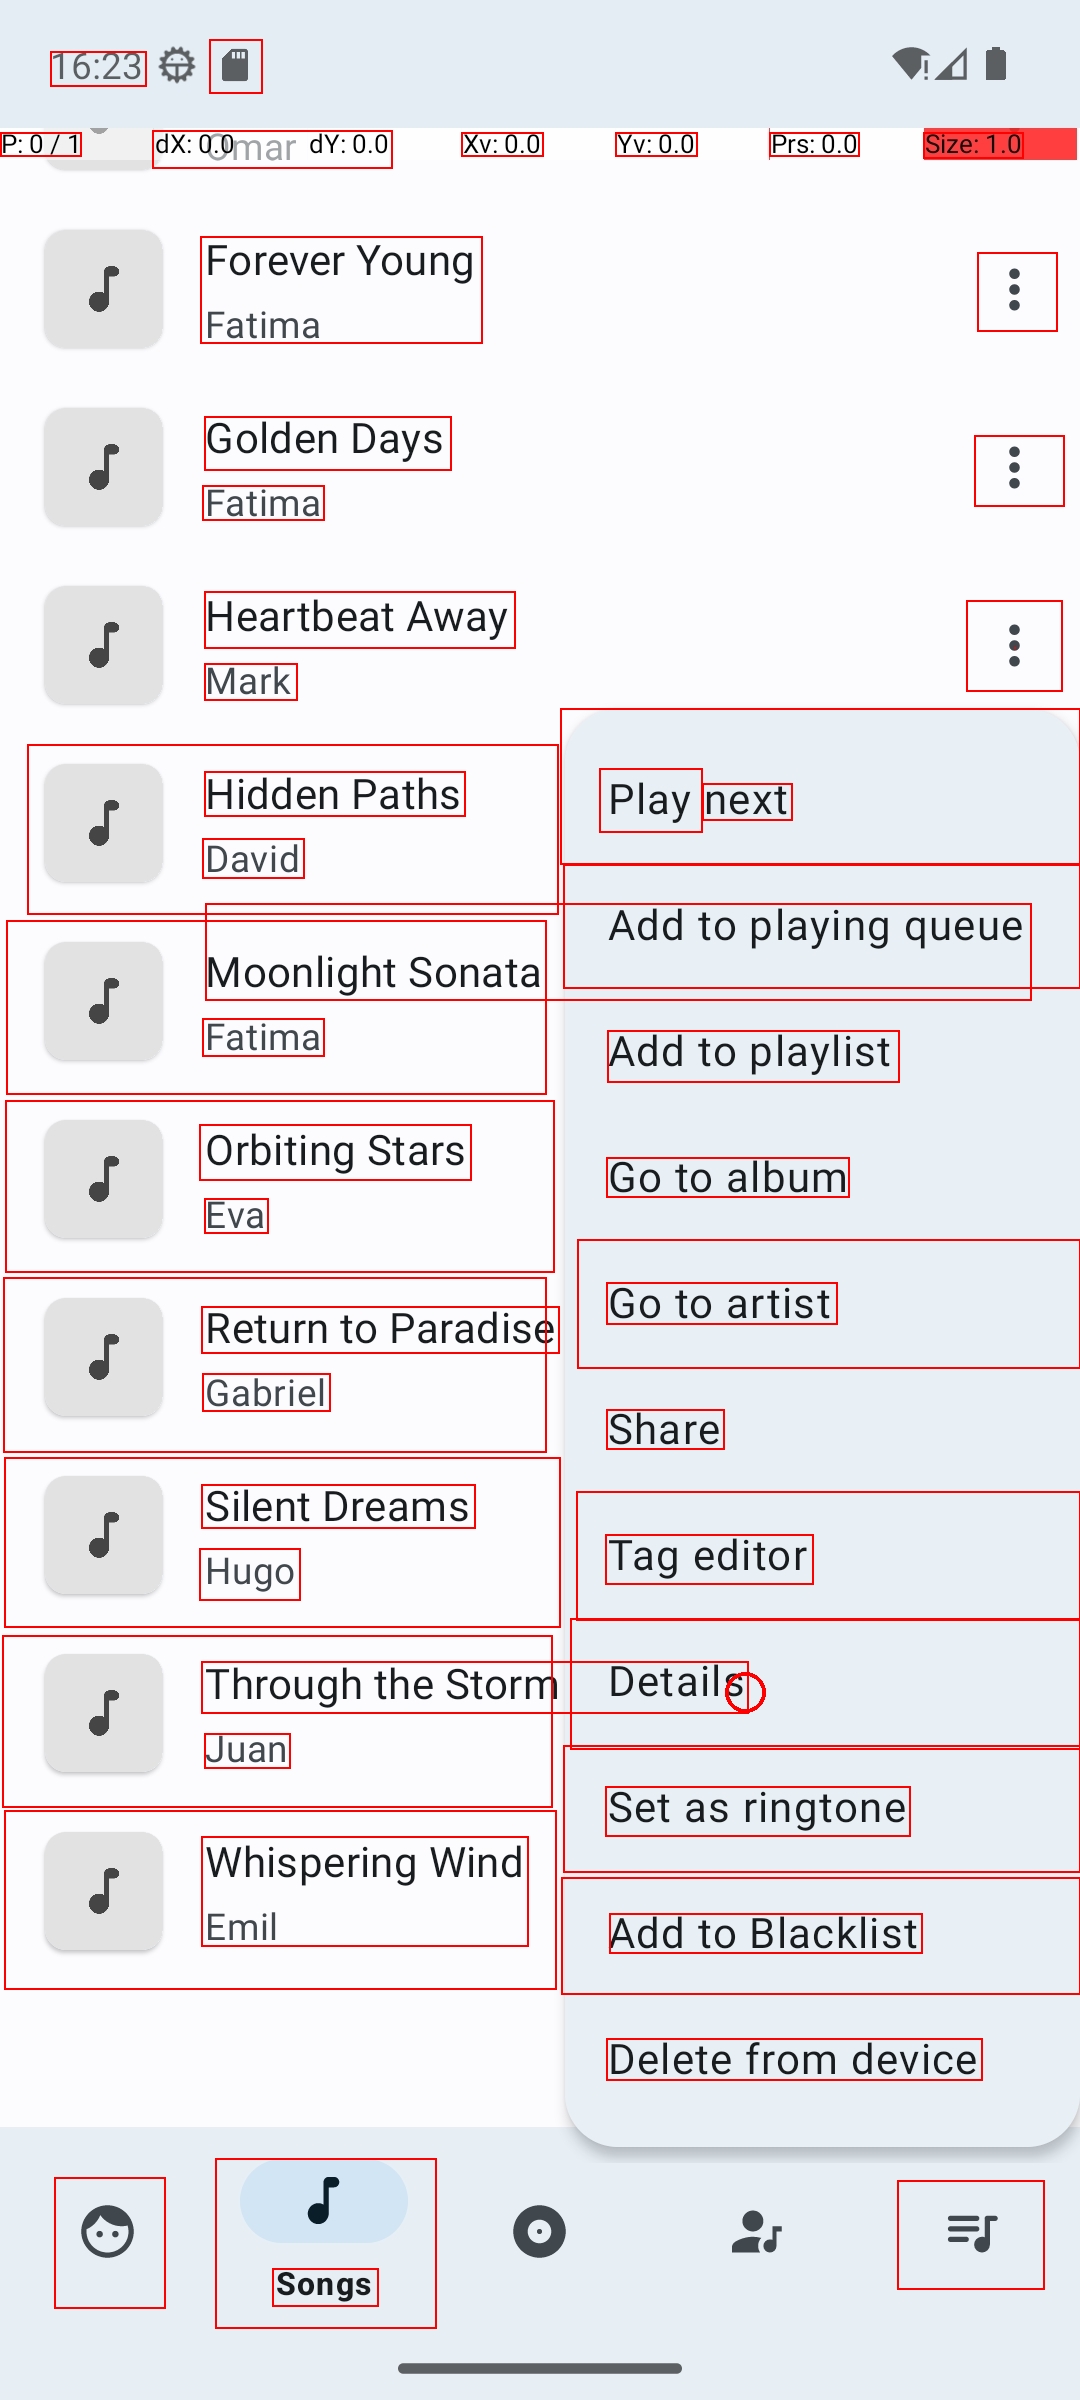 16:23
P: 0 / 1 dX: 0.0 dY: 0.0 Xv: 0.0 Yv: 0.0 Prs: 0.0 Size: 1.0
Omar
Forever Young
Fatima
Golden Days
Fatima
Heartbeat Away
Mark
Hidden Paths
David
Moonlight Sonata
Fatima
Orbiting Stars
Eva
Return to Paradise
Gabriel
Silent Dreams
Hugo
Through the Storm
Juan
Whispering Wind
Emil
Play next
Add to playing queue
Add to playlist
Go to album
Go to artist
Share
Tag editor
Details
Set as ringtone
Add to Blacklist
Delete from device
Songs